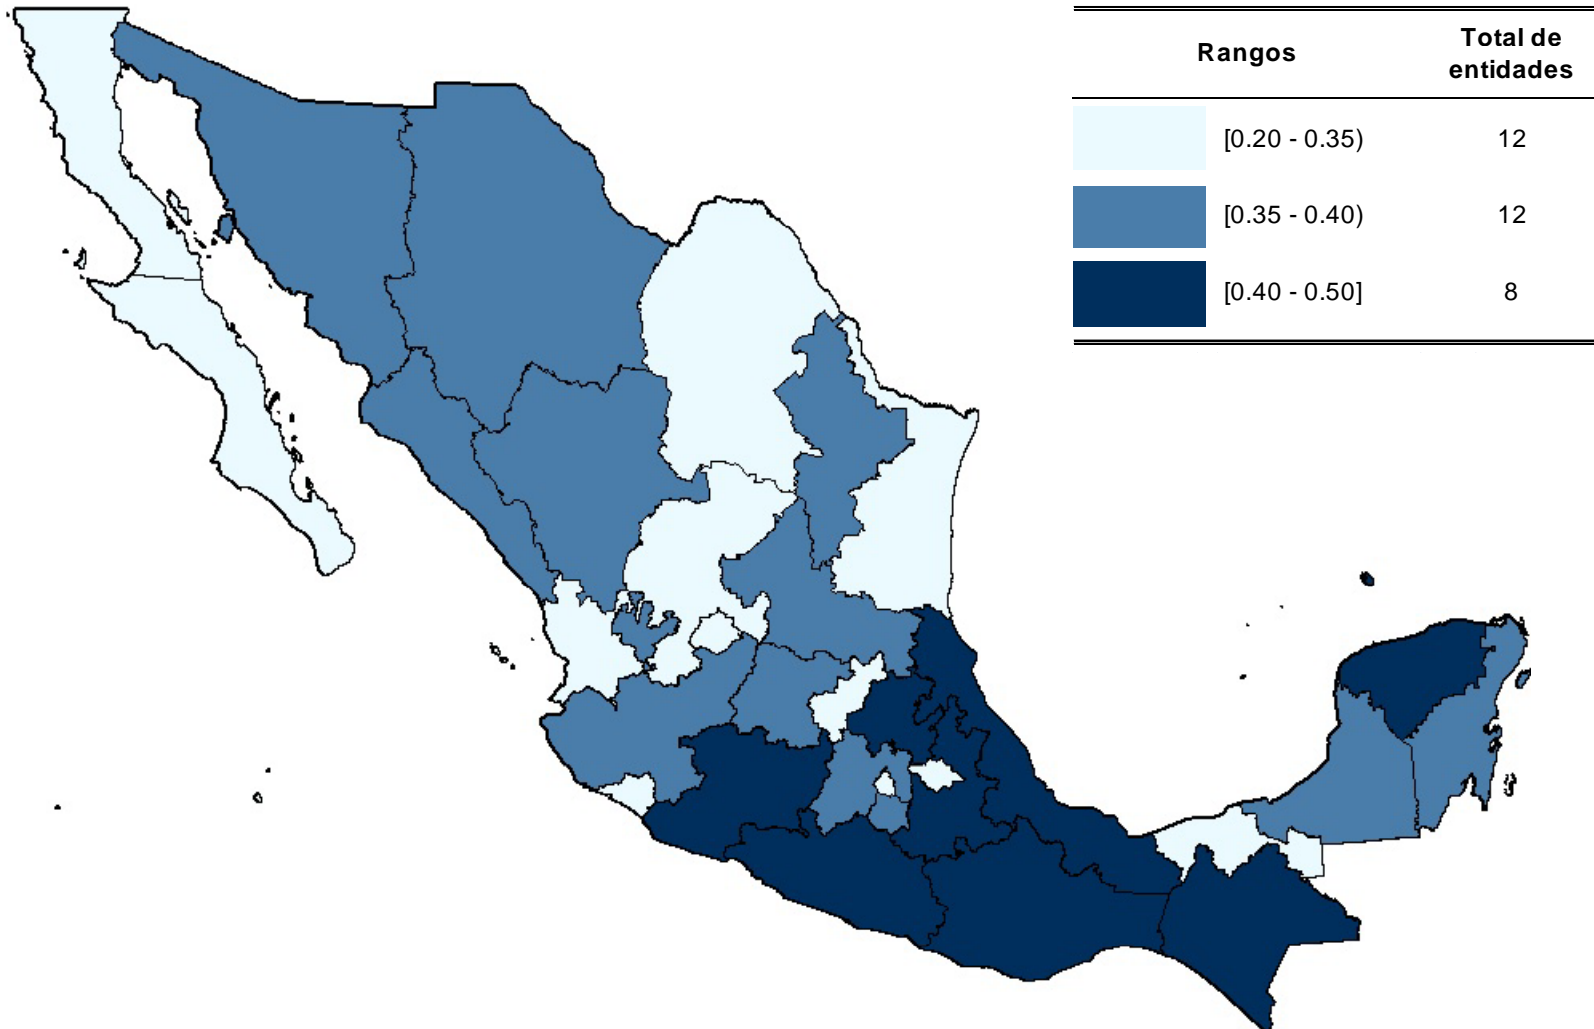 Rangos
Total de
entidades
[0.20 - 0.35)
12
[0.35 - 0.40)
12
[0.40 - 0.50]
8